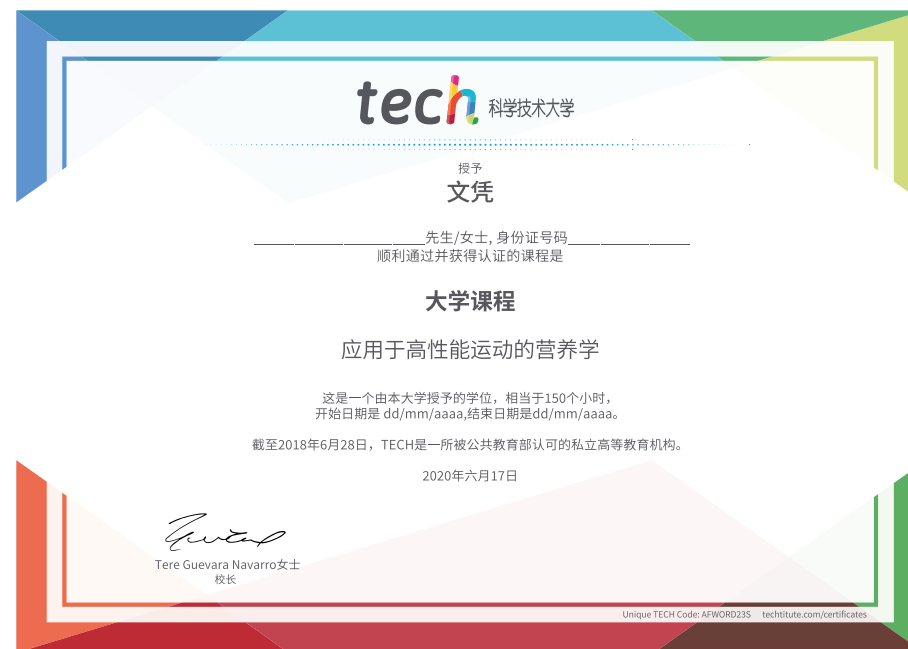 tech 科学技术大学
授予
文凭
先生/女士, 身份证号码
顺利通过并获得认证的课程是
大学课程
应用于高性能运动的营养学
这是一个由本大学授予的学位，相当于150个小时，
开始日期是 dd/mm/aaaa,结束日期是dd/mm/aaaa。
截至2018年6月28日，TECH是一所被公共教育部认可的私立高等教育机构。
2020年六月17日
Tere Guevara Navarro女士
校长
Unique TECH Code: AFWORD23S techtitute.com/certificates